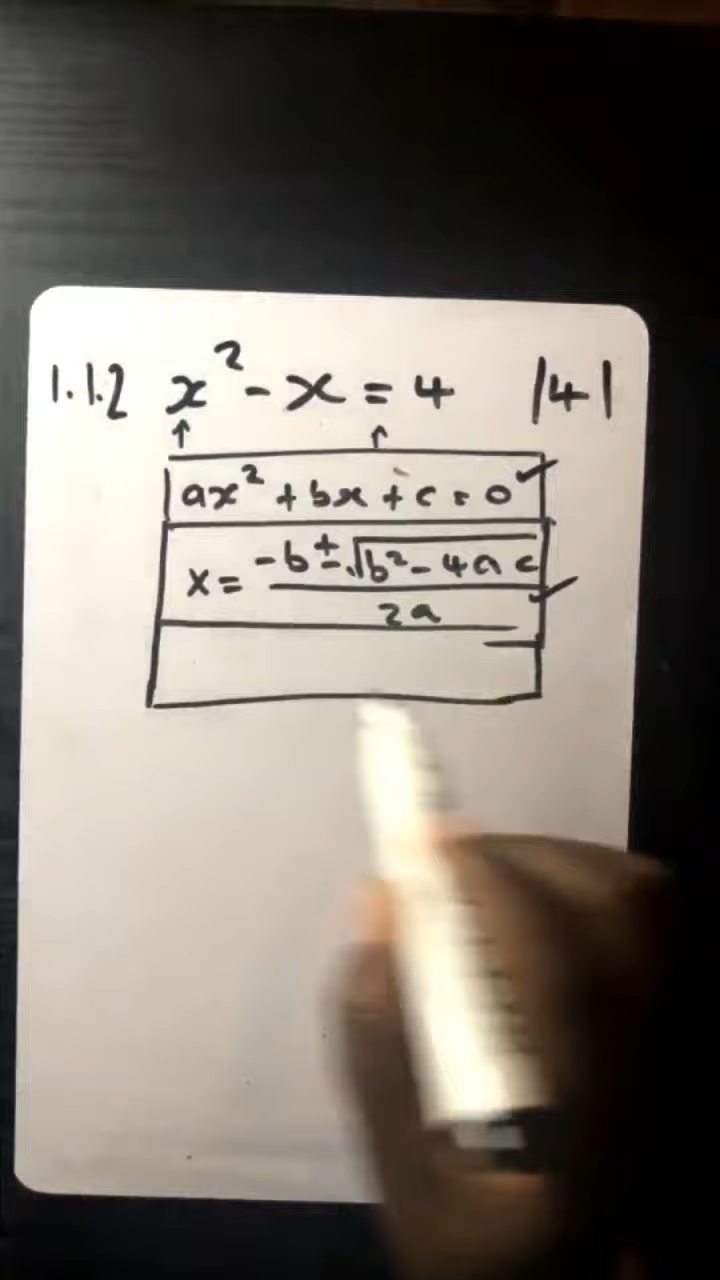 1.1.2 x² - x = 4 |4|
↑ ↑
ax² + bx + c = 0 ✓
x = -b ± √b² - 4ac / 2a ✓